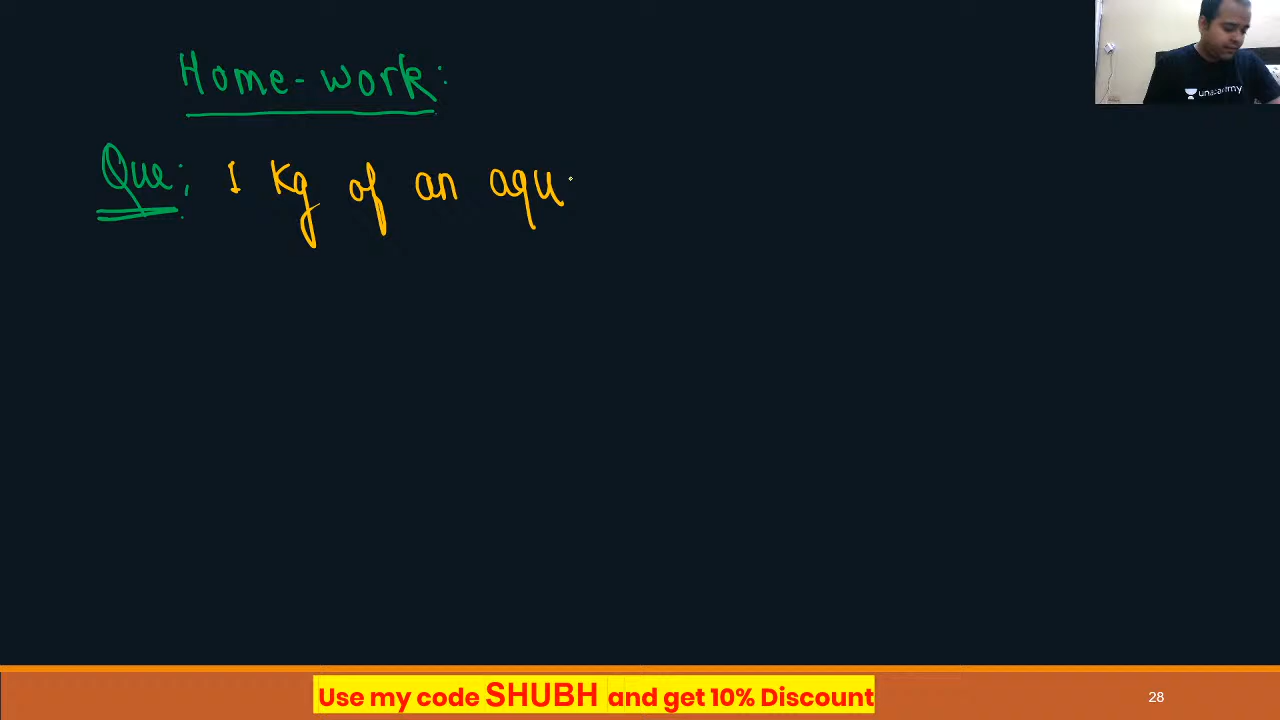 unacademy
Home-work:
Que: 1 Kg of an aqu
Use my code SHUBH and get 10% Discount
28